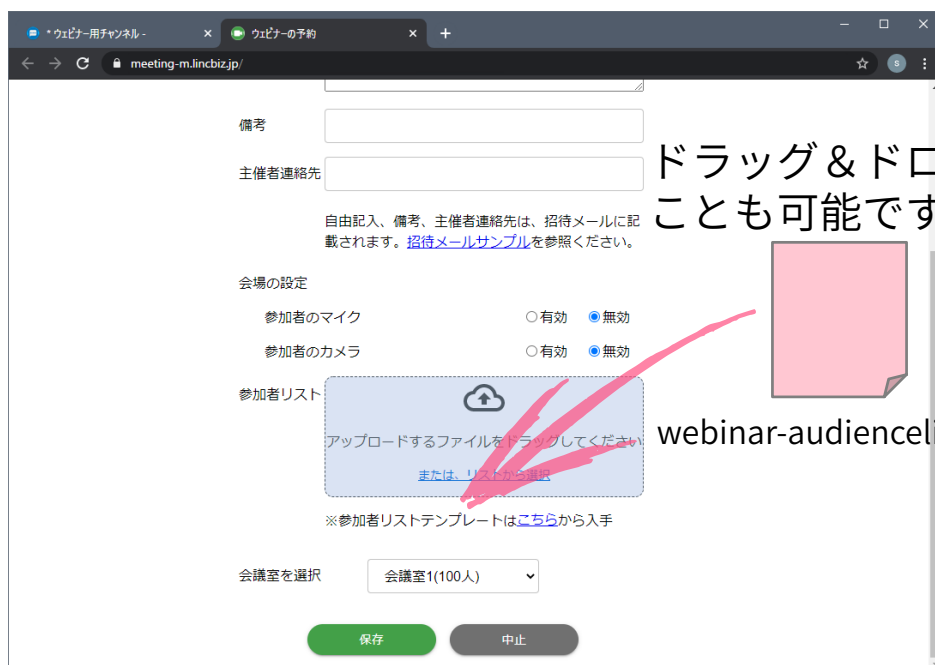 * ウェビナー用チャンネル -
ウェビナーの予約
meeting-m.lincbiz.jp/
S
備考
主催者連絡先
ドラッグ＆ドロ
ことも可能です
自由記入、備考、主催者連絡先は、招待メールに記
載されます。招待メールサンプルを参照ください。
会場の設定
参加者のマイク 有効 無効
参加者のカメラ 有効 無効
参加者リスト
アップロードするファイルをドラッグしてください
または、リストから選択
webinar-audienceli
※参加者リストテンプレートはこちらから入手
会議室を選択 会議室1(100人)
保存 中止